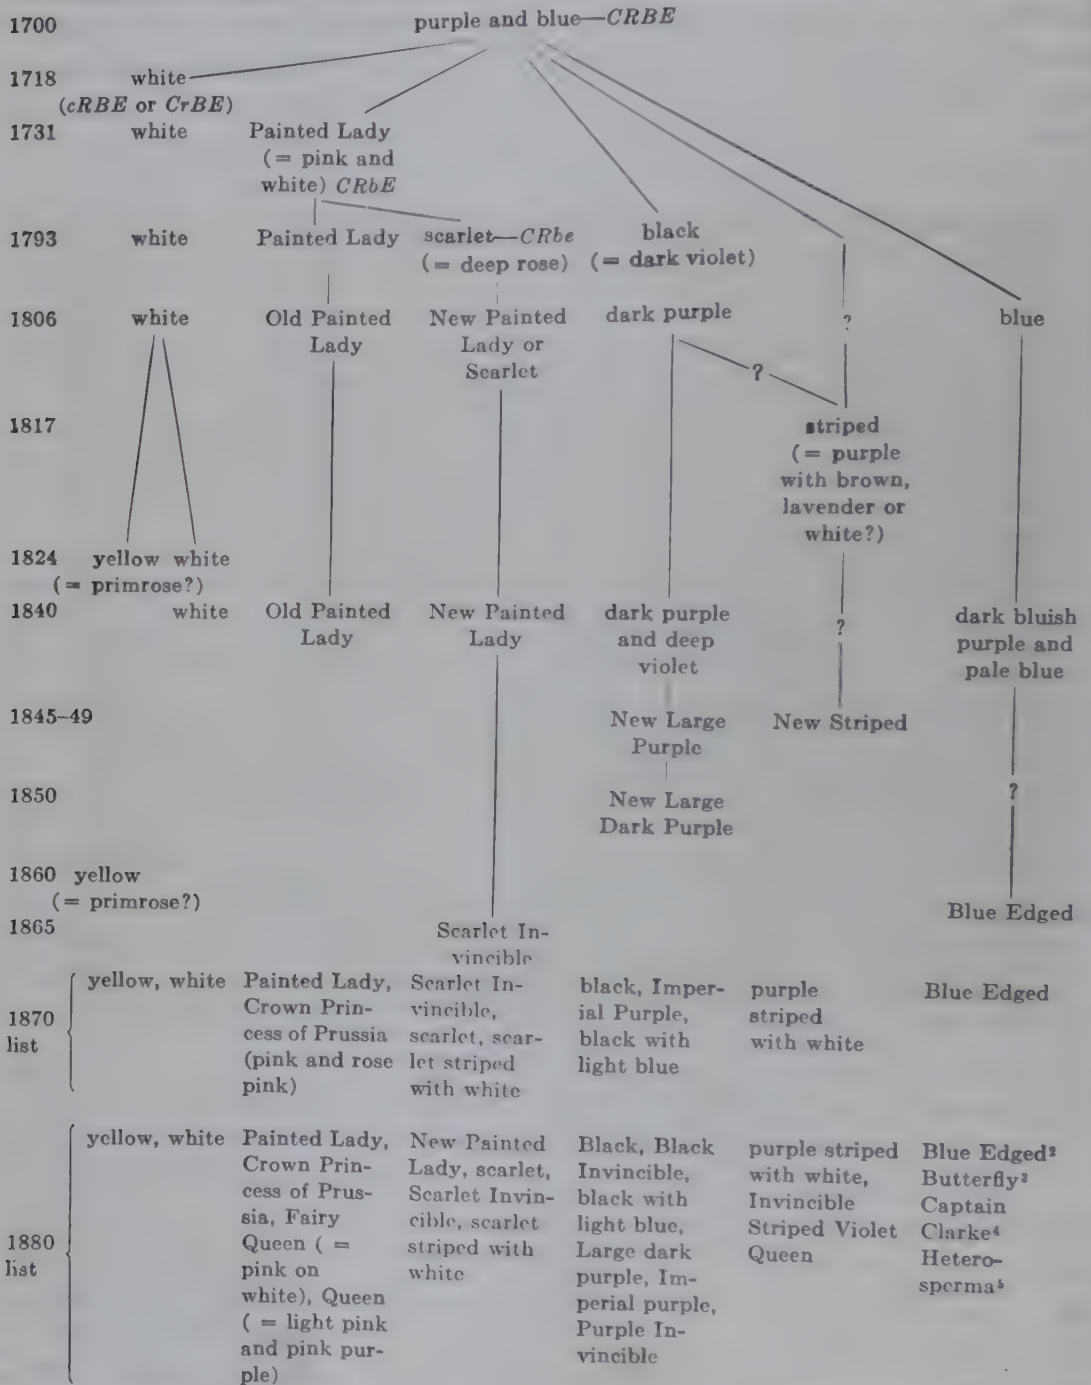 1700 purple and blue—CRBE
1718 white
(cRBE or CrBE)
1731 white Painted Lady
(= pink and
white) CRbE
1793 white Painted Lady scarlet—CRbe black
(= deep rose) (= dark violet)
1806 white Old Painted New Painted dark purple ? blue
Lady Lady or
Scarlet
?
1817 striped
(= purple
with brown,
lavender or
white?)
1824 yellow white
(= primrose?)
1840 white Old Painted New Painted dark purple dark bluish
Lady Lady and deep ? purple and
violet pale blue
1845–49 New Large New Striped
Purple
1850 New Large ?
Dark Purple
1860 yellow
(= primrose?) Blue Edged
1865 Scarlet In-
vincible
1870
list
yellow, white
Painted Lady,
Crown Prin-
cess of Prussia
(pink and rose
pink)
Scarlet In-
vincible,
scarlet, scar-
let striped
with white
black, Imper-
ial Purple,
black with
light blue
purple
striped
with white
Blue Edged
1880
list
yellow, white
Painted Lady,
Crown Prin-
cess of Prus-
sia, Fairy
Queen ( =
pink on
white), Queen
( = light pink
and pink pur-
ple)
New Painted
Lady, scarlet,
Scarlet Invin-
cible, scarlet
striped with
white
Black, Black
Invincible,
black with
light blue,
Large dark
purple, Im-
perial purple,
Purple In-
vincible
purple striped
with white,
Invincible
Striped Violet
Queen
Blue Edged²
Butterfly³
Captain
Clarke⁴
Hetero-
sperma⁵